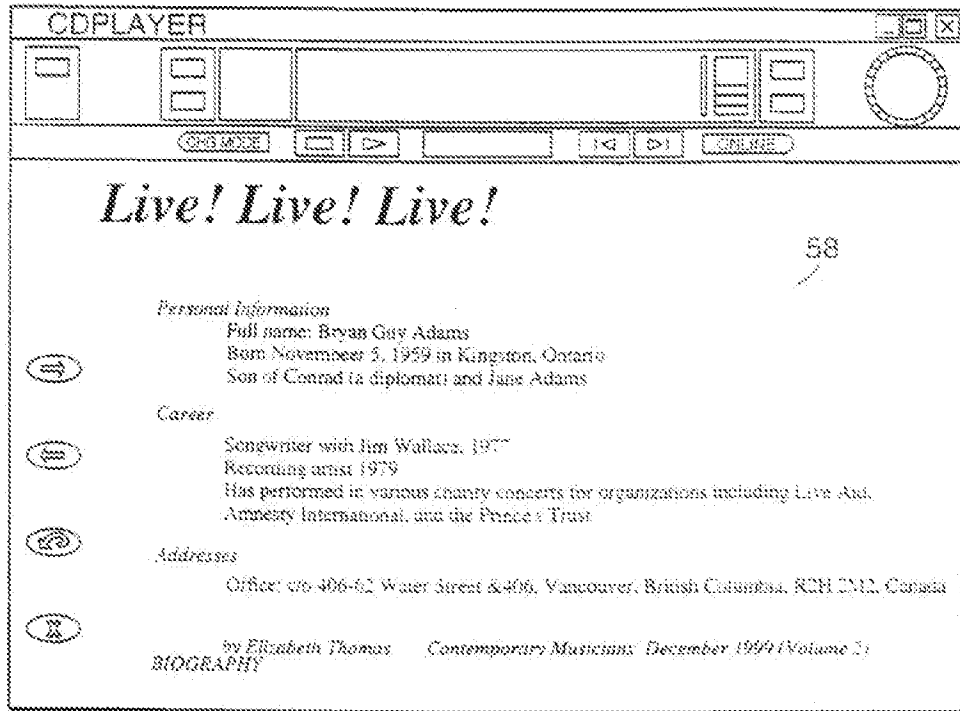 CDPLAYER
MODE ONLINE
Live! Live! Live!
58
Personal Information
Full name: Bryan Guy Adams
Born Novembeer 5, 1959 in Kingston, Ontario
Son of Conrad (a diplomat) and Jane Adams
Career
Songwriter with Jim Wallace, 1977
Recording artist 1979
Has performed in various charity concerts for organizations including Live Aid,
Amnesty International, and the Prince's Trust
Addresses
Office: c/o 406-62 Water Street &406, Vancouver, British Columbia, Canada
by Elizabeth Thomas Contemporary Musicians December 1999 (Volume 2)
BIOGRAPHY